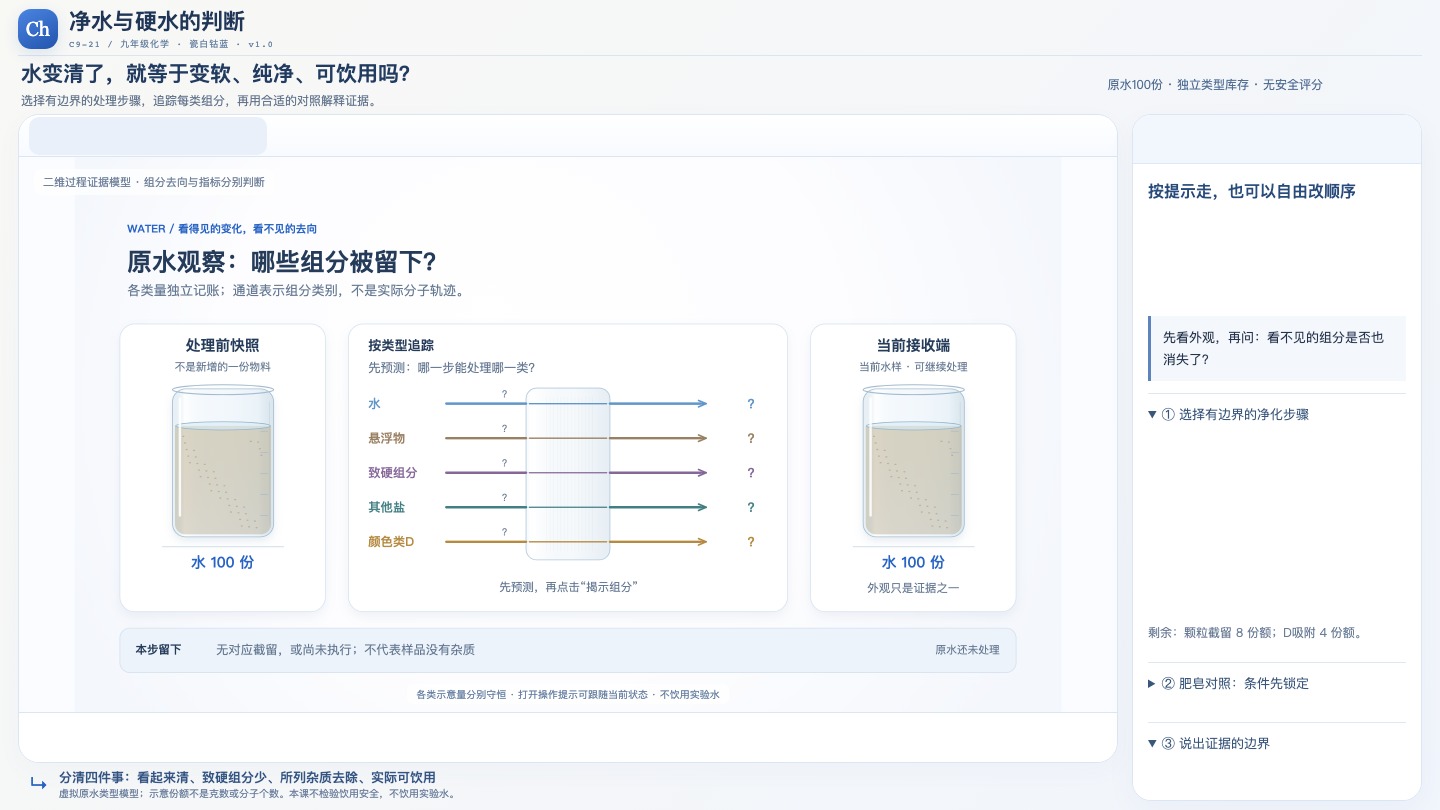 Ch
净水与硬水的判断
C9-21 / 九年级化学 · 瓷白钴蓝 · v1.0
水变清了，就等于变软、纯净、可饮用吗？
选择有边界的处理步骤，追踪每类组分，再用合适的对照解释证据。
原水100份 · 独立类型库存 · 无安全评分
二维过程证据模型 · 组分去向与指标分别判断
WATER / 看得见的变化，看不见的去向
原水观察：哪些组分被留下？
各类量独立记账；通道表示组分类别，不是实际分子轨迹。
处理前快照
不是新增的一份物料
水 100 份
按类型追踪
先预测：哪一步能处理哪一类？
水 ? ?
悬浮物 ? ?
致硬组分 ? ?
其他盐 ? ?
颜色类D ? ?
先预测，再点击“揭示组分”
当前接收端
当前水样 · 可继续处理
水 100 份
外观只是证据之一
本步留下 无对应截留，或尚未执行；不代表样品没有杂质 原水还未处理
各类示意量分别守恒 · 打开操作提示可跟随当前状态 · 不饮用实验水
按提示走，也可以自由改顺序
先看外观，再问：看不见的组分是否也
消失了？
▼ ① 选择有边界的净化步骤
剩余：颗粒截留 8 份额；D吸附 4 份额。
▶ ② 肥皂对照：条件先锁定
▼ ③ 说出证据的边界
分清四件事：看起来清、致硬组分少、所列杂质去除、实际可饮用
虚拟原水类型模型；示意份额不是克数或分子个数。本课不检验饮用安全，不饮用实验水。